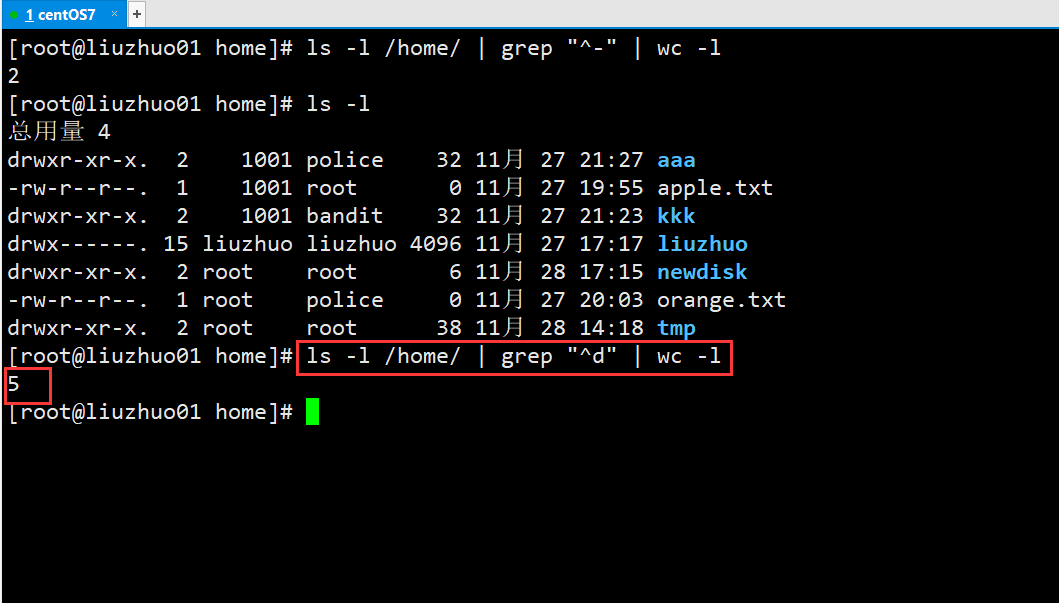 1 centOS7 × +
[root@liuzhuo01 home]# ls -l /home/ | grep "^-" | wc -l
2
[root@liuzhuo01 home]# ls -l
总用量 4
drwxr-xr-x.  2    1001 police    32 11月 27 21:27 aaa
-rw-r--r--.  1    1001 root       0 11月 27 19:55 apple.txt
drwxr-xr-x.  2    1001 bandit    32 11月 27 21:23 kkk
drwx------. 15 liuzhuo liuzhuo 4096 11月 27 17:17 liuzhuo
drwxr-xr-x.  2 root    root       6 11月 28 17:15 newdisk
-rw-r--r--.  1 root    police     0 11月 27 20:03 orange.txt
drwxr-xr-x.  2 root    root      38 11月 28 14:18 tmp
[root@liuzhuo01 home]# ls -l /home/ | grep "^d" | wc -l
5
[root@liuzhuo01 home]#